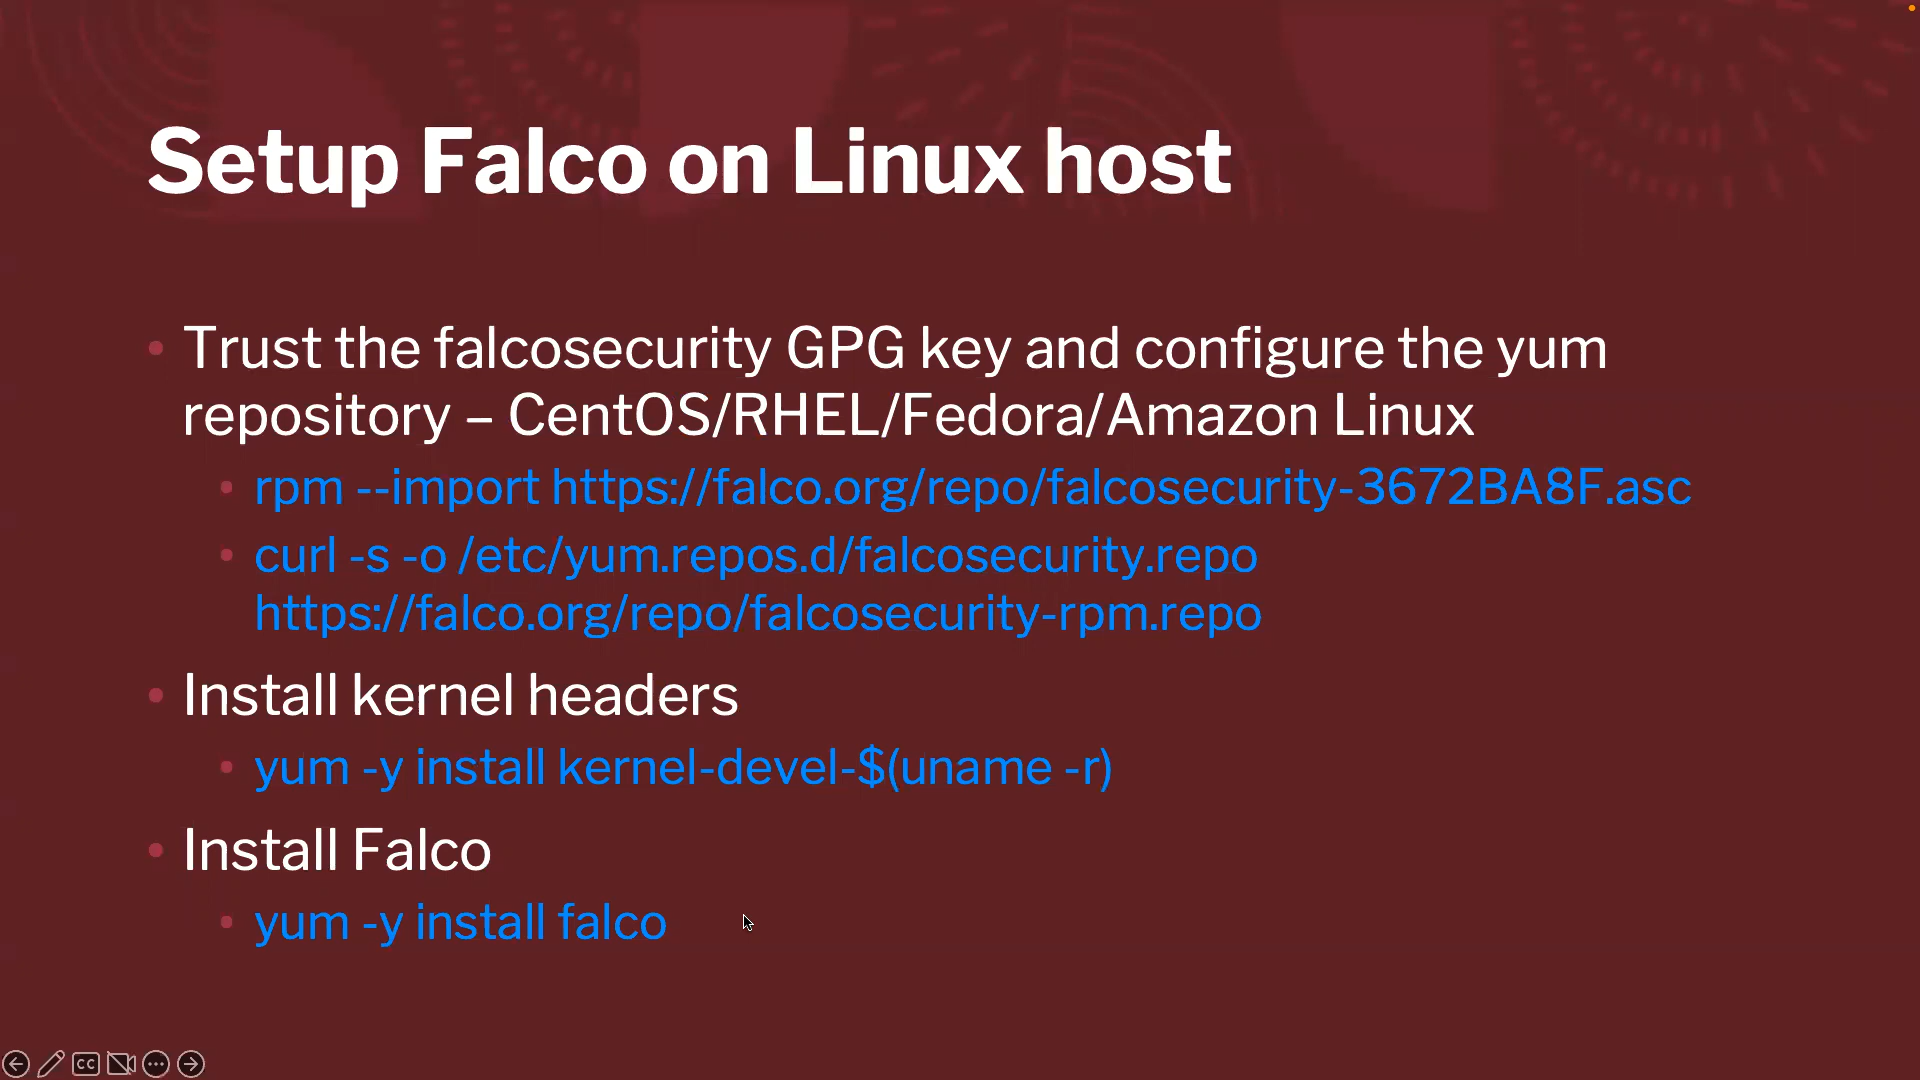 Setup Falco on Linux host
• Trust the falcosecurity GPG key and configure the yum
repository – CentOS/RHEL/Fedora/Amazon Linux
• rpm --import https://falco.org/repo/falcosecurity-3672BA8F.asc
• curl -s -o /etc/yum.repos.d/falcosecurity.repo
https://falco.org/repo/falcosecurity-rpm.repo
• Install kernel headers
• yum -y install kernel-devel-$(uname -r)
• Install Falco
• yum -y install falco
CC